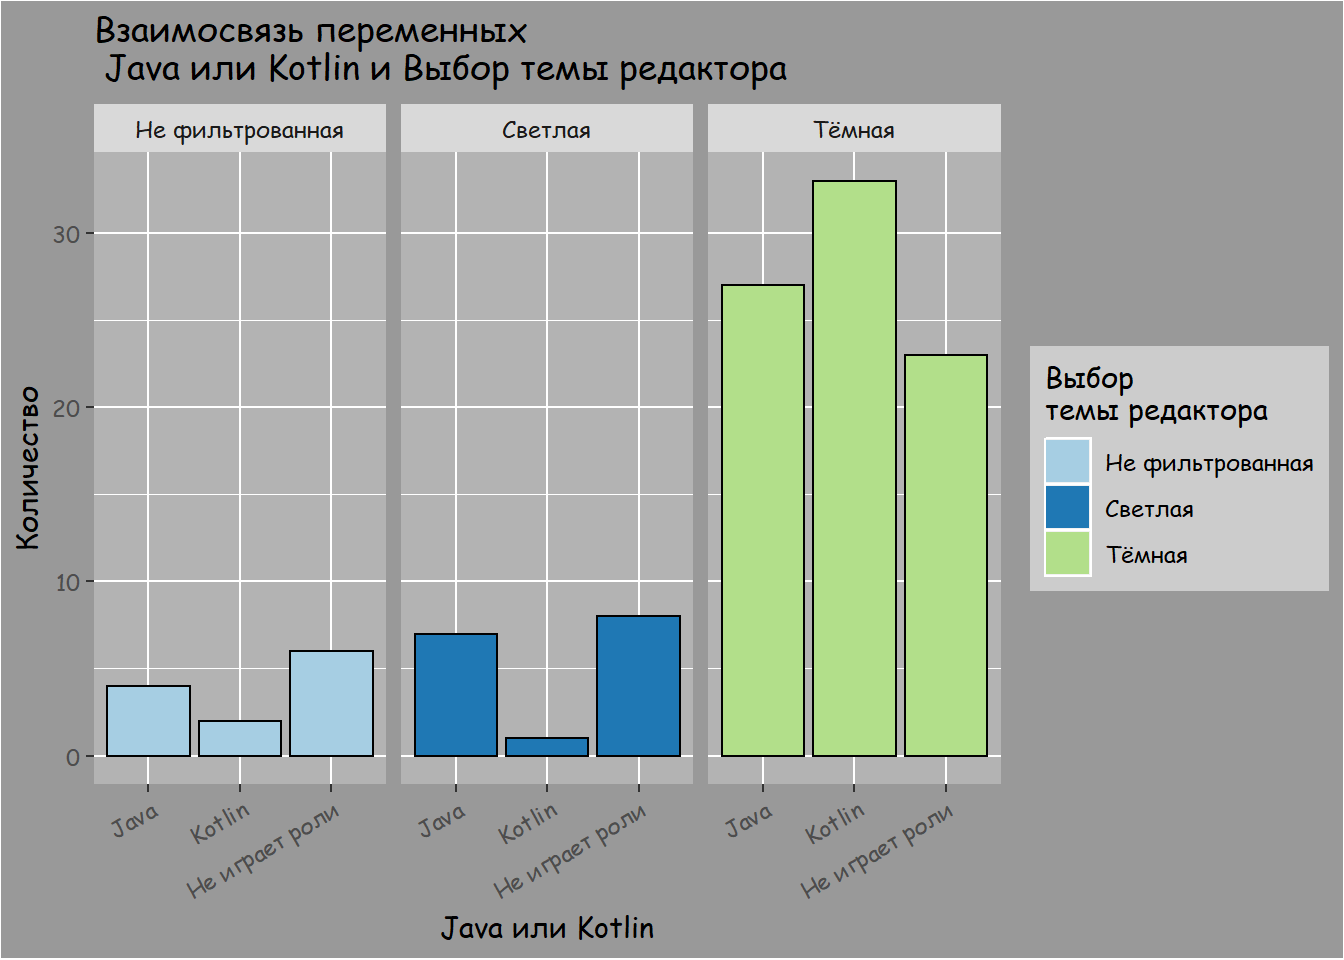 Взаимосвязь переменных
Java или Kotlin и Выбор темы редактора
Не фильтрованная
Светлая
Тёмная
Количество
30
20
10
0
Java
Kotlin
Не играет роли
Java
Kotlin
Не играет роли
Java
Kotlin
Не играет роли
Java или Kotlin
Выбор
темы редактора
Не фильтрованная
Светлая
Тёмная